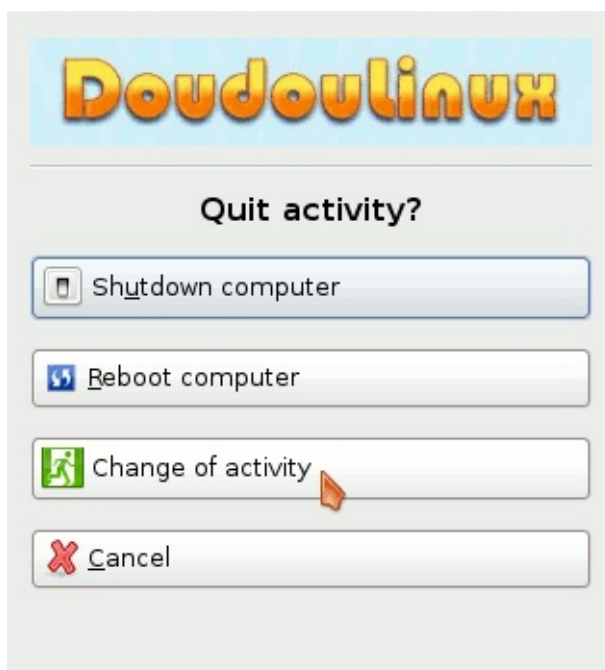 DoudouLinux
Quit activity?
Shutdown computer
Reboot computer
Change of activity
Cancel